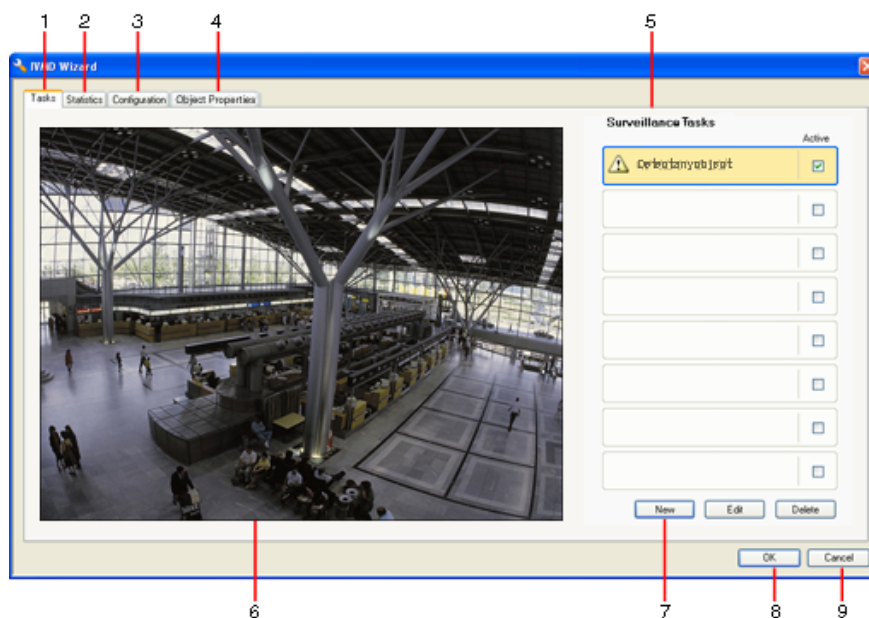 1 2 3 4 5
IVMD Wizard
Tasks Statistics Configuration Object Properties
Surveillance Tasks
Active
New Edit Delete
OK Cancel
6 7 8 9